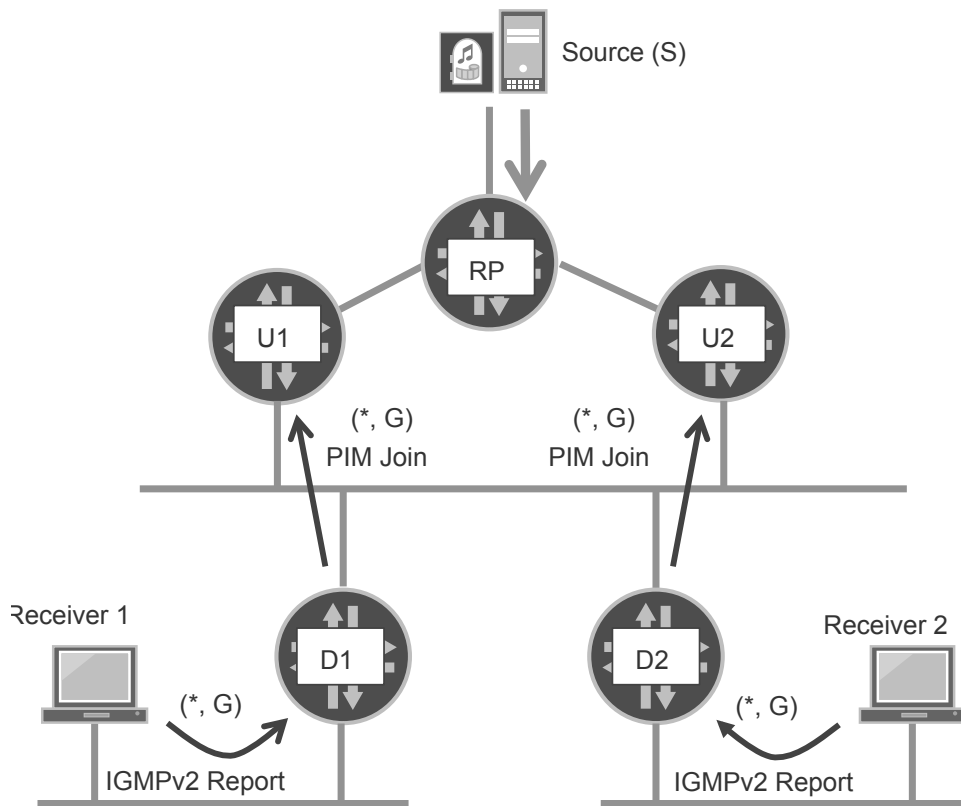 Source (S)
RP
U1
U2
(*, G)
PIM Join
(*, G)
PIM Join
Receiver 1
Receiver 2
D1
D2
(*, G)
IGMPv2 Report
(*, G)
IGMPv2 Report